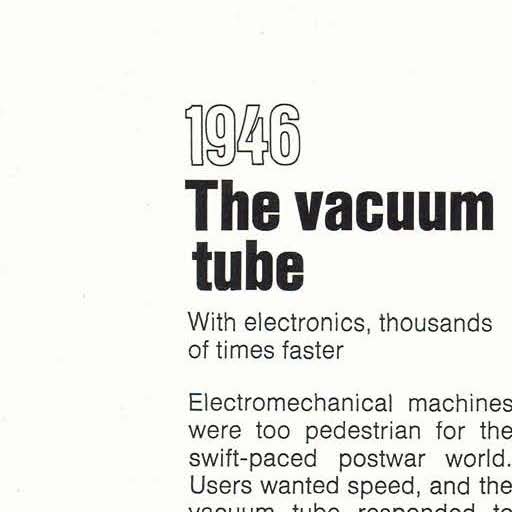 1946
The vacuum
tube
With electronics, thousands
of times faster
Electromechanical machines
were too pedestrian for the
swift-paced postwar world.
Users wanted speed, and the
vacuum tube responded to